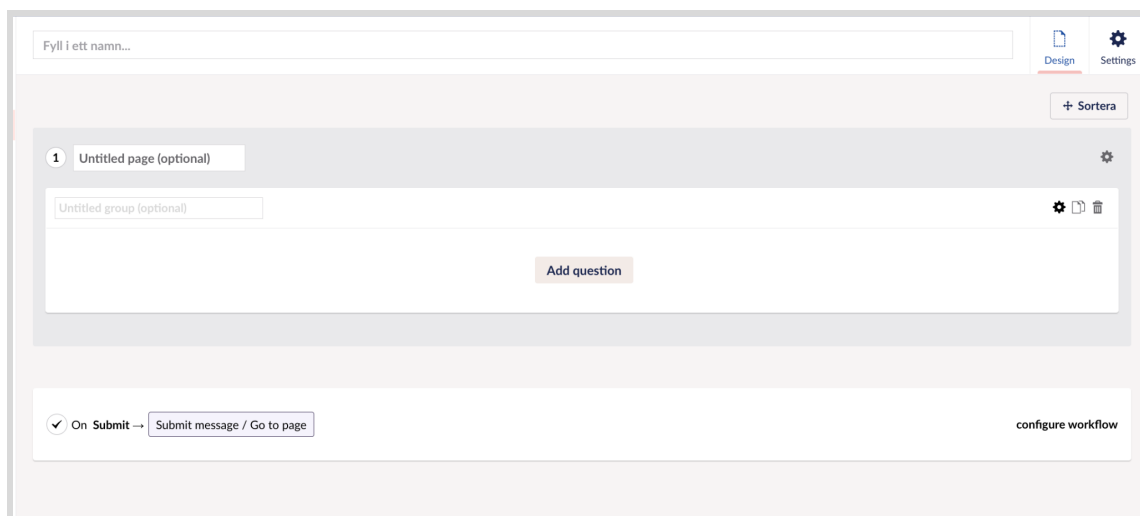 Fyll i ett namn...
Design
Settings
Sortera
1
Untitled page (optional)
Untitled group (optional)
Add question
On Submit → Submit message / Go to page
configure workflow